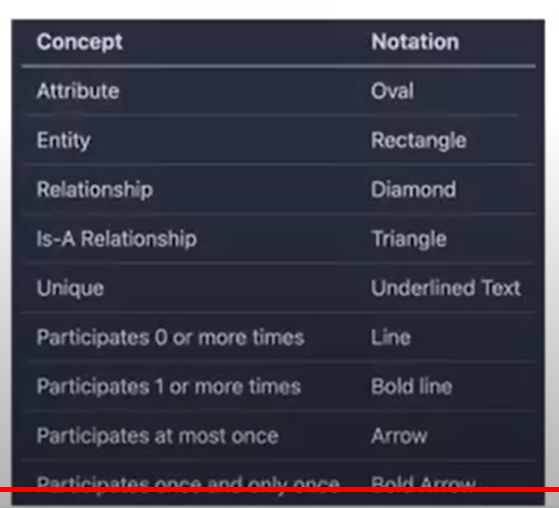 Concept Notation
Attribute Oval
Entity Rectangle
Relationship Diamond
Is-A Relationship Triangle
Unique Underlined Text
Participates 0 or more times Line
Participates 1 or more times Bold line
Participates at most once Arrow
Participates once and only once Bold Arrow